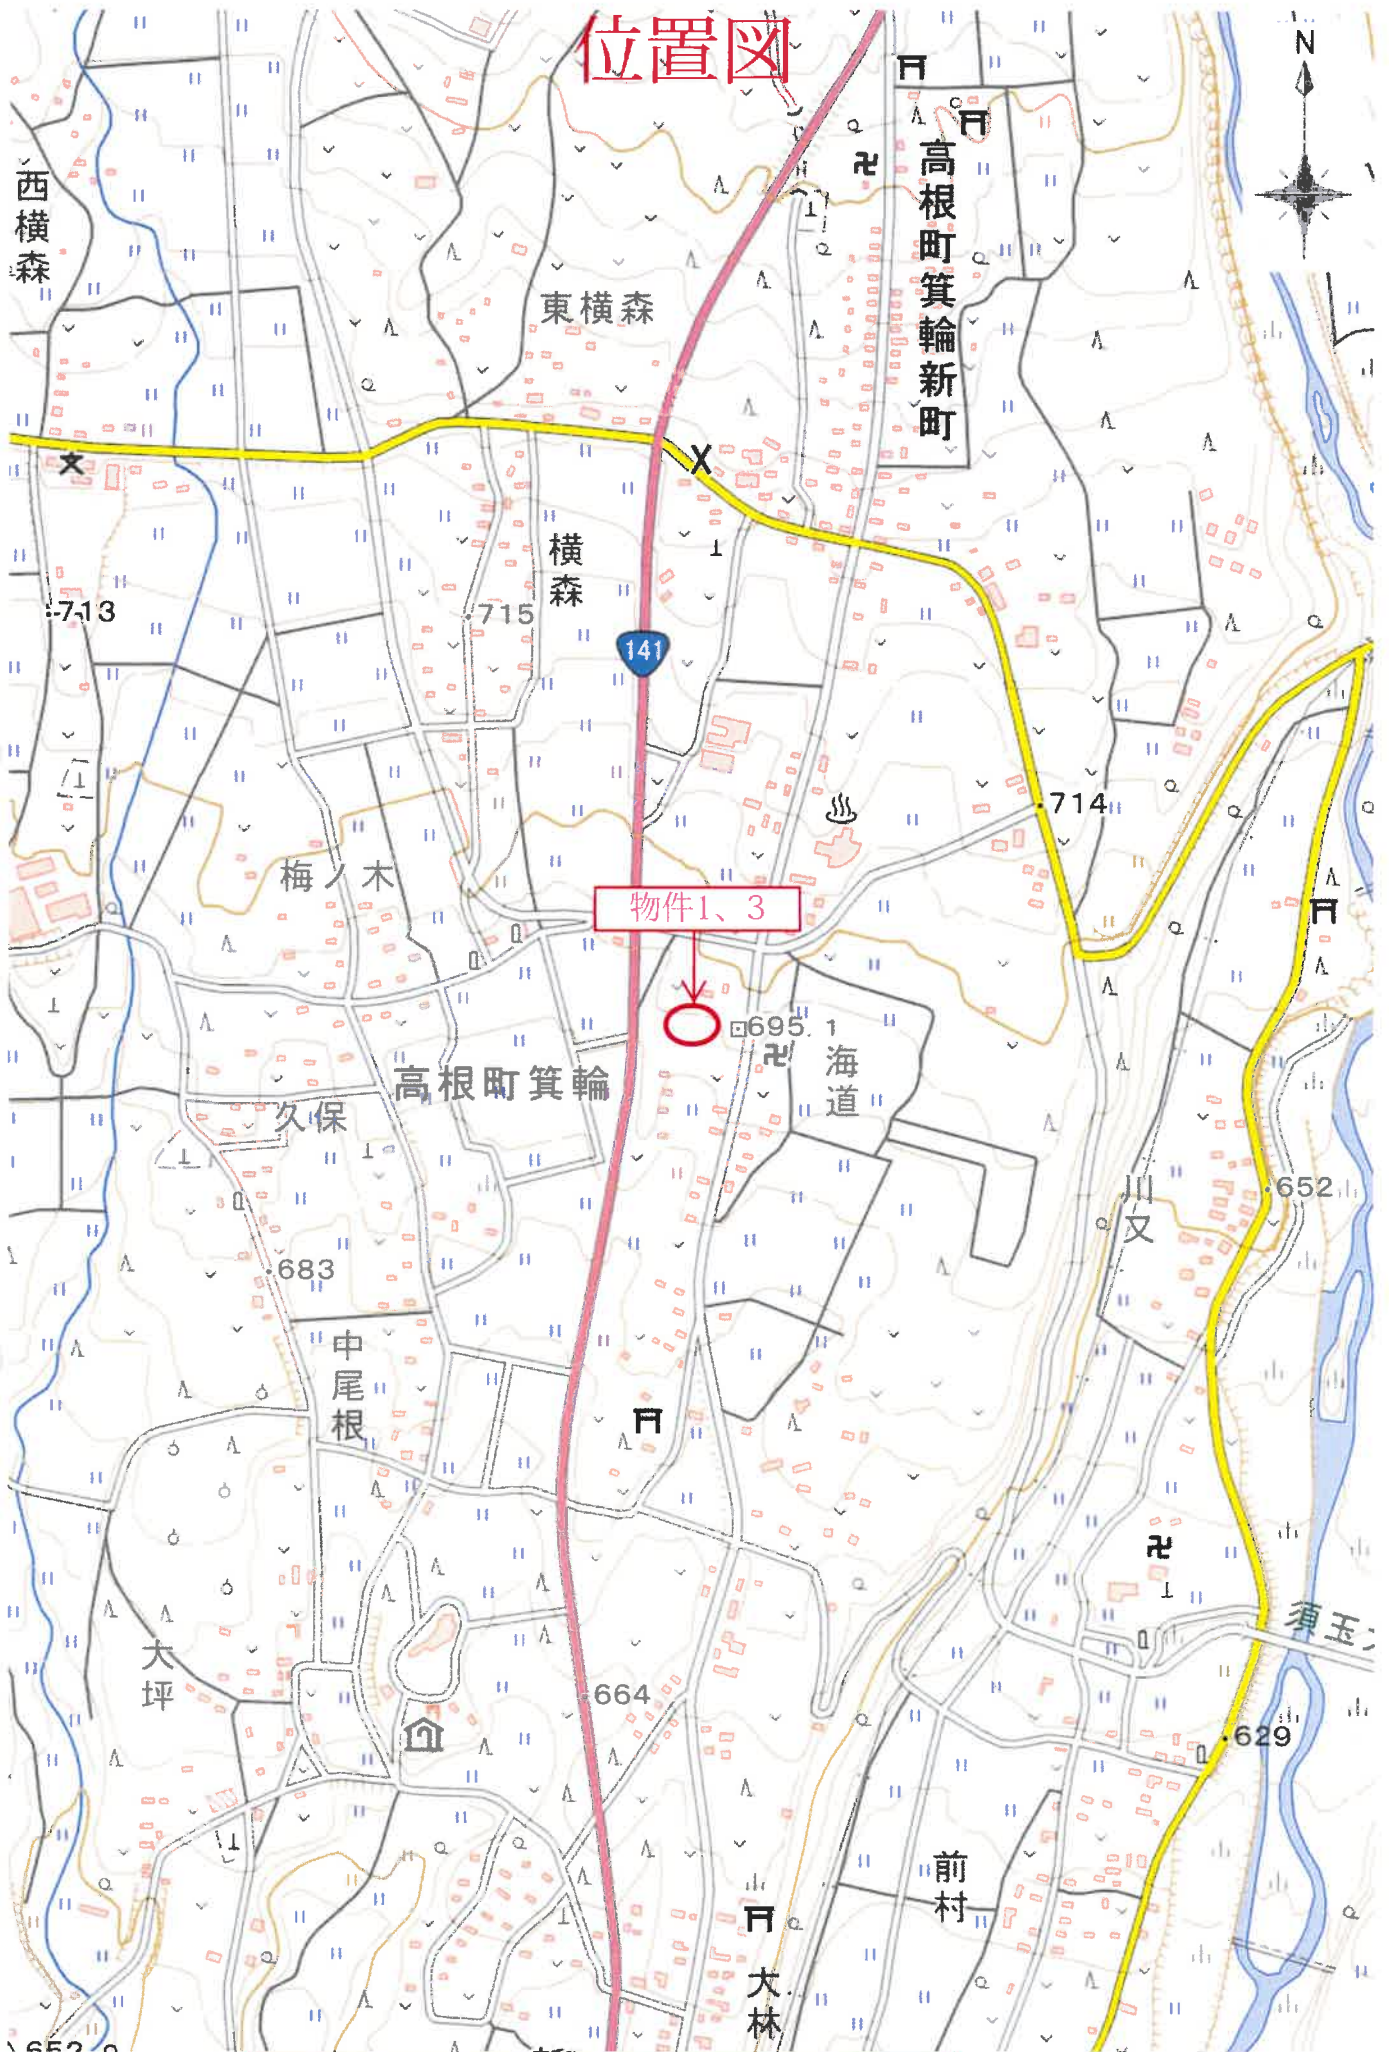 位置図
N
高根町箕輪新町
西横森
東横森
横森
713
715
141
714
梅ノ木
物件1、3
695.1
海道
高根町箕輪
久保
川又
652
683
中尾根
大坪
須玉
664
629
前村
大林
652.9